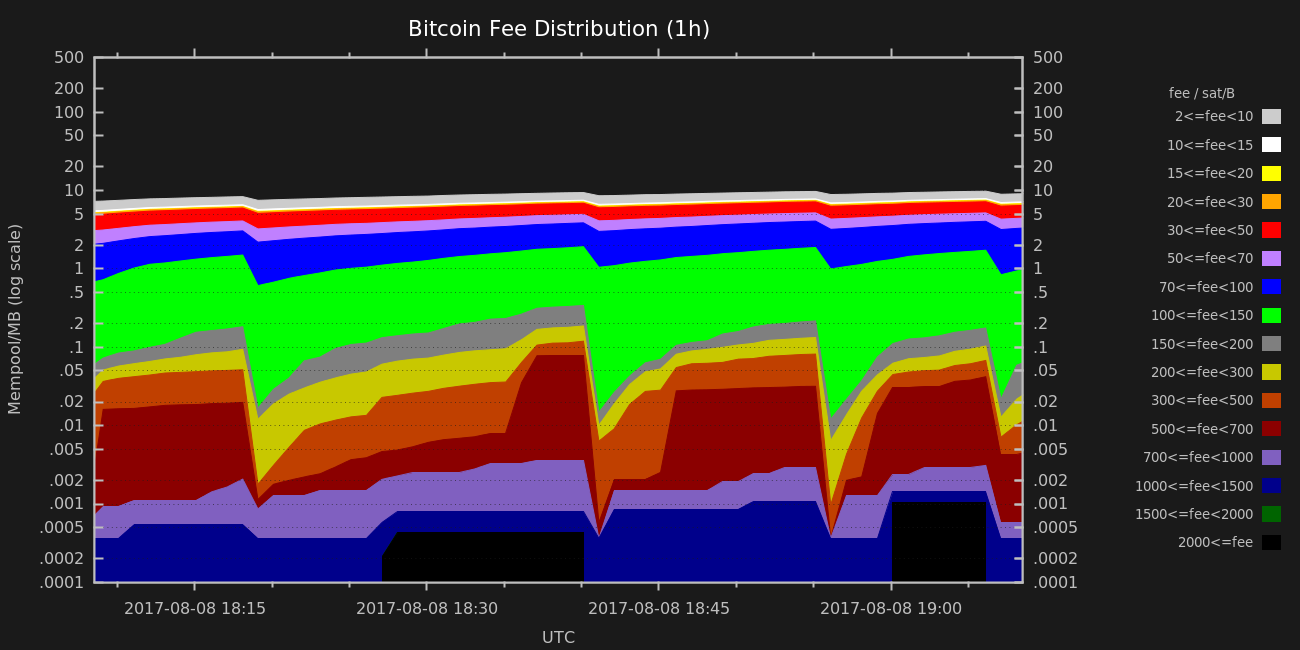 Bitcoin Fee Distribution (1h)
500 500
200 200
100 100
50 50
20 20
10 10
5 5
2 2
1 1
.5 .5
.2 .2
.1 .1
.05 .05
.02 .02
.01 .01
.005 .005
.002 .002
.001 .001
.0005 .0005
.0002 .0002
.0001 .0001
Mempool/MB (log scale)
2017-08-08 18:15 2017-08-08 18:30 2017-08-08 18:45 2017-08-08 19:00
UTC
fee / sat/B
2<=fee<10
10<=fee<15
15<=fee<20
20<=fee<30
30<=fee<50
50<=fee<70
70<=fee<100
100<=fee<150
150<=fee<200
200<=fee<300
300<=fee<500
500<=fee<700
700<=fee<1000
1000<=fee<1500
1500<=fee<2000
2000<=fee